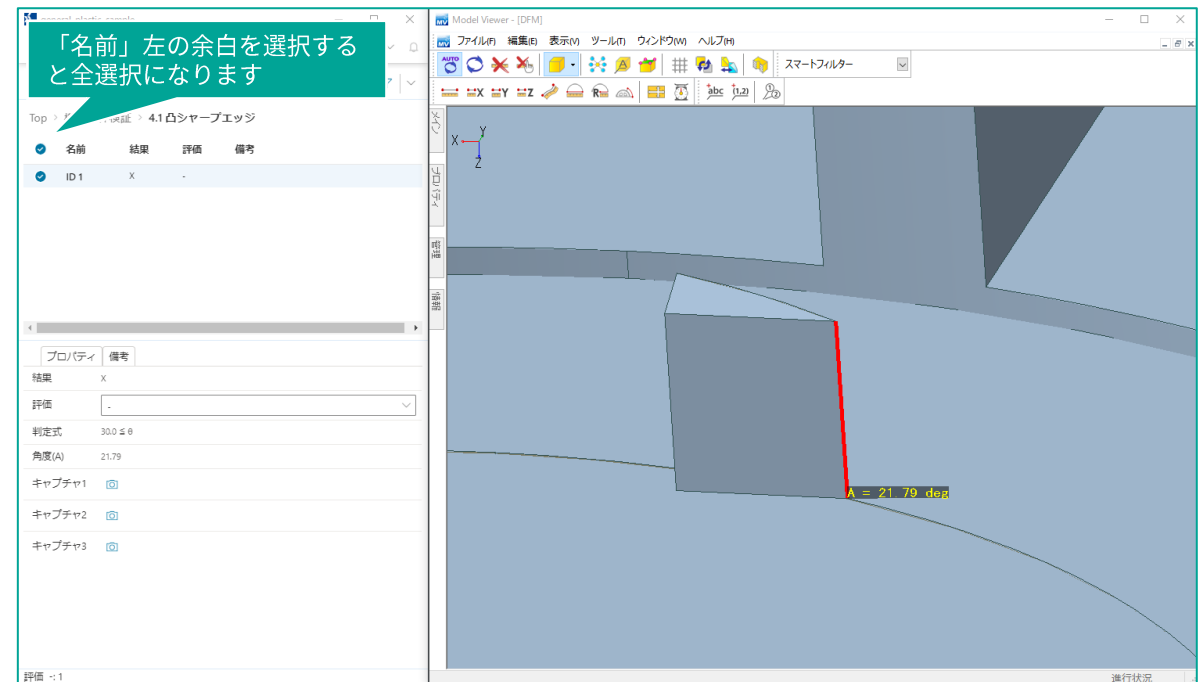 general_plastic_sample
「名前」左の余白を選択する
と全選択になります
Top > 検証 > 4.1 凸シャープエッジ
名前 結果 評価 備考
ID 1 X -
プロパティ 備考
結果 X
評価 -
判定式 30.0 ≦ θ
角度(A) 21.79
キャプチャ1
キャプチャ2
キャプチャ3
評価 -: 1
MV Model Viewer - [DFM]
MV ファイル(F) 編集(E) 表示(V) ツール(T) ウィンドウ(W) ヘルプ(H)
AUTO スマートフィルター
X Y Z R abc (1,2)
メイン
プロパティ
管理
情報
X Y
Z
A = 21.79 deg
進行状況